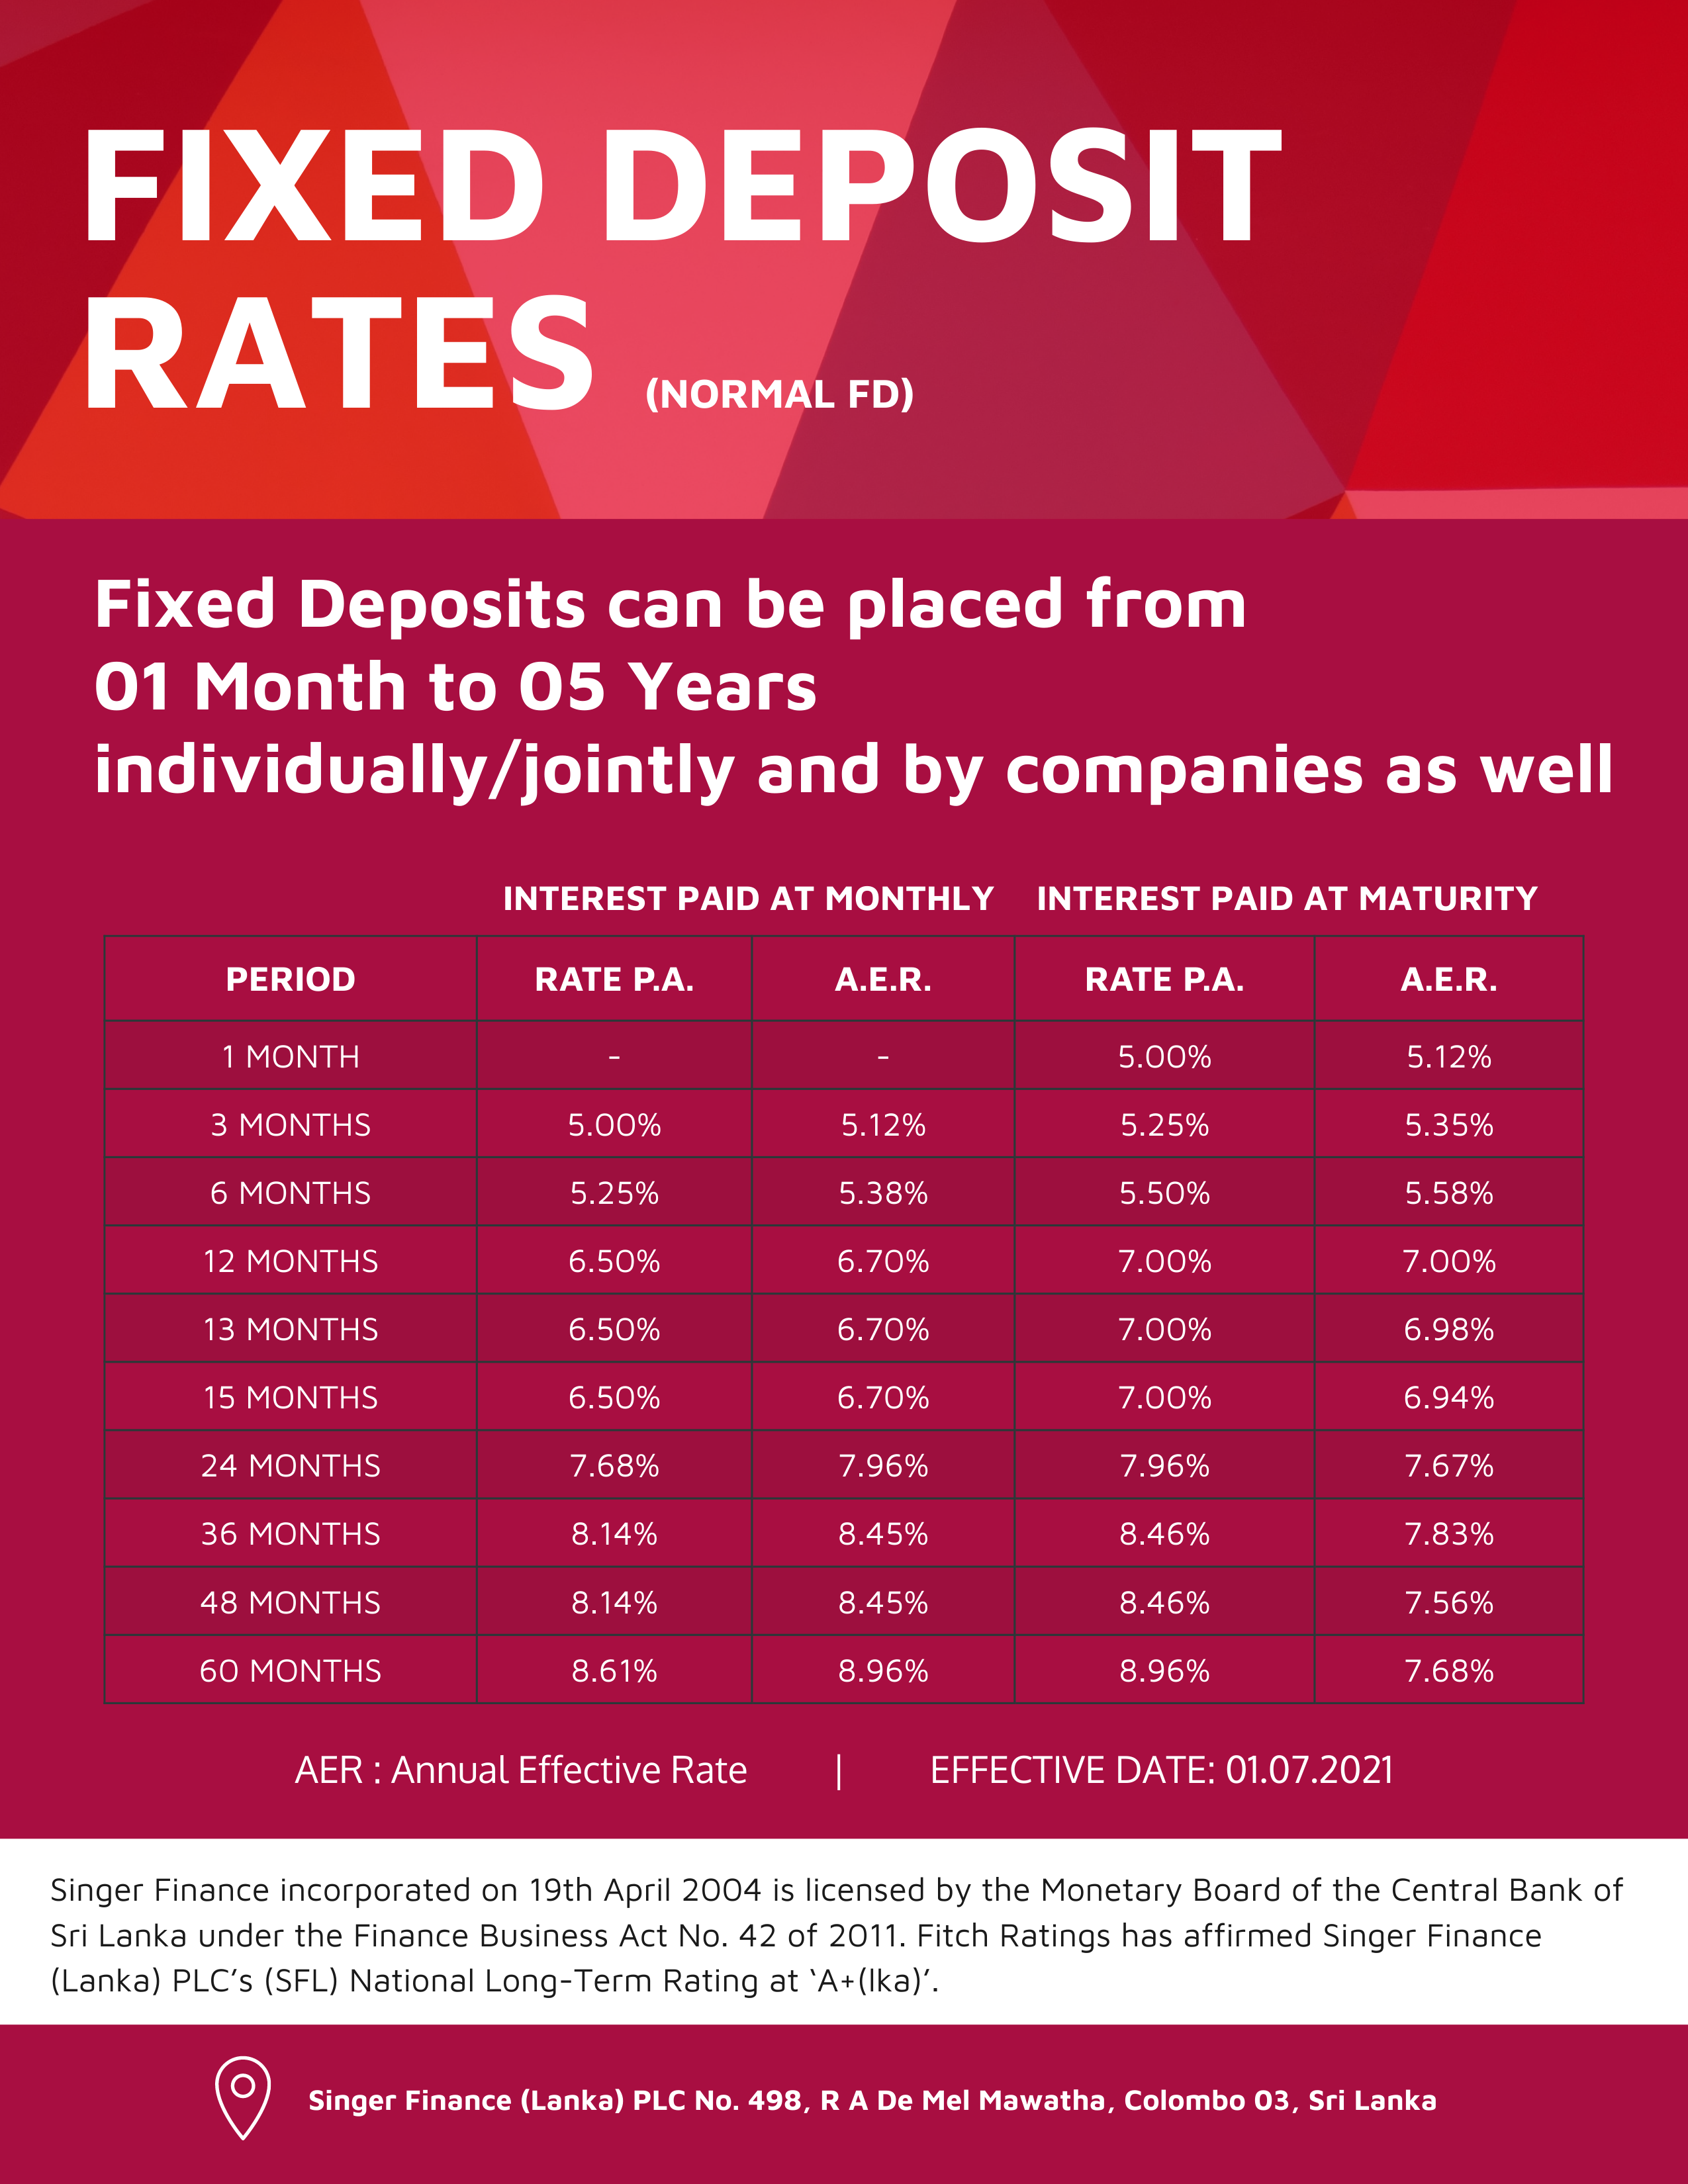 FIXED DEPOSIT
RATES (NORMAL FD)
Fixed Deposits can be placed from
01 Month to 05 Years
individually/jointly and by companies as well
INTEREST PAID AT MONTHLY INTEREST PAID AT MATURITY
PERIOD RATE P.A. A.E.R. RATE P.A. A.E.R.
1 MONTH - - 5.00% 5.12%
3 MONTHS 5.00% 5.12% 5.25% 5.35%
6 MONTHS 5.25% 5.38% 5.50% 5.58%
12 MONTHS 6.50% 6.70% 7.00% 7.00%
13 MONTHS 6.50% 6.70% 7.00% 6.98%
15 MONTHS 6.50% 6.70% 7.00% 6.94%
24 MONTHS 7.68% 7.96% 7.96% 7.67%
36 MONTHS 8.14% 8.45% 8.46% 7.83%
48 MONTHS 8.14% 8.45% 8.46% 7.56%
60 MONTHS 8.61% 8.96% 8.96% 7.68%
AER : Annual Effective Rate | EFFECTIVE DATE: 01.07.2021
Singer Finance incorporated on 19th April 2004 is licensed by the Monetary Board of the Central Bank of
Sri Lanka under the Finance Business Act No. 42 of 2011. Fitch Ratings has affirmed Singer Finance
(Lanka) PLC’s (SFL) National Long-Term Rating at ‘A+(lka)’.
Singer Finance (Lanka) PLC No. 498, R A De Mel Mawatha, Colombo 03, Sri Lanka